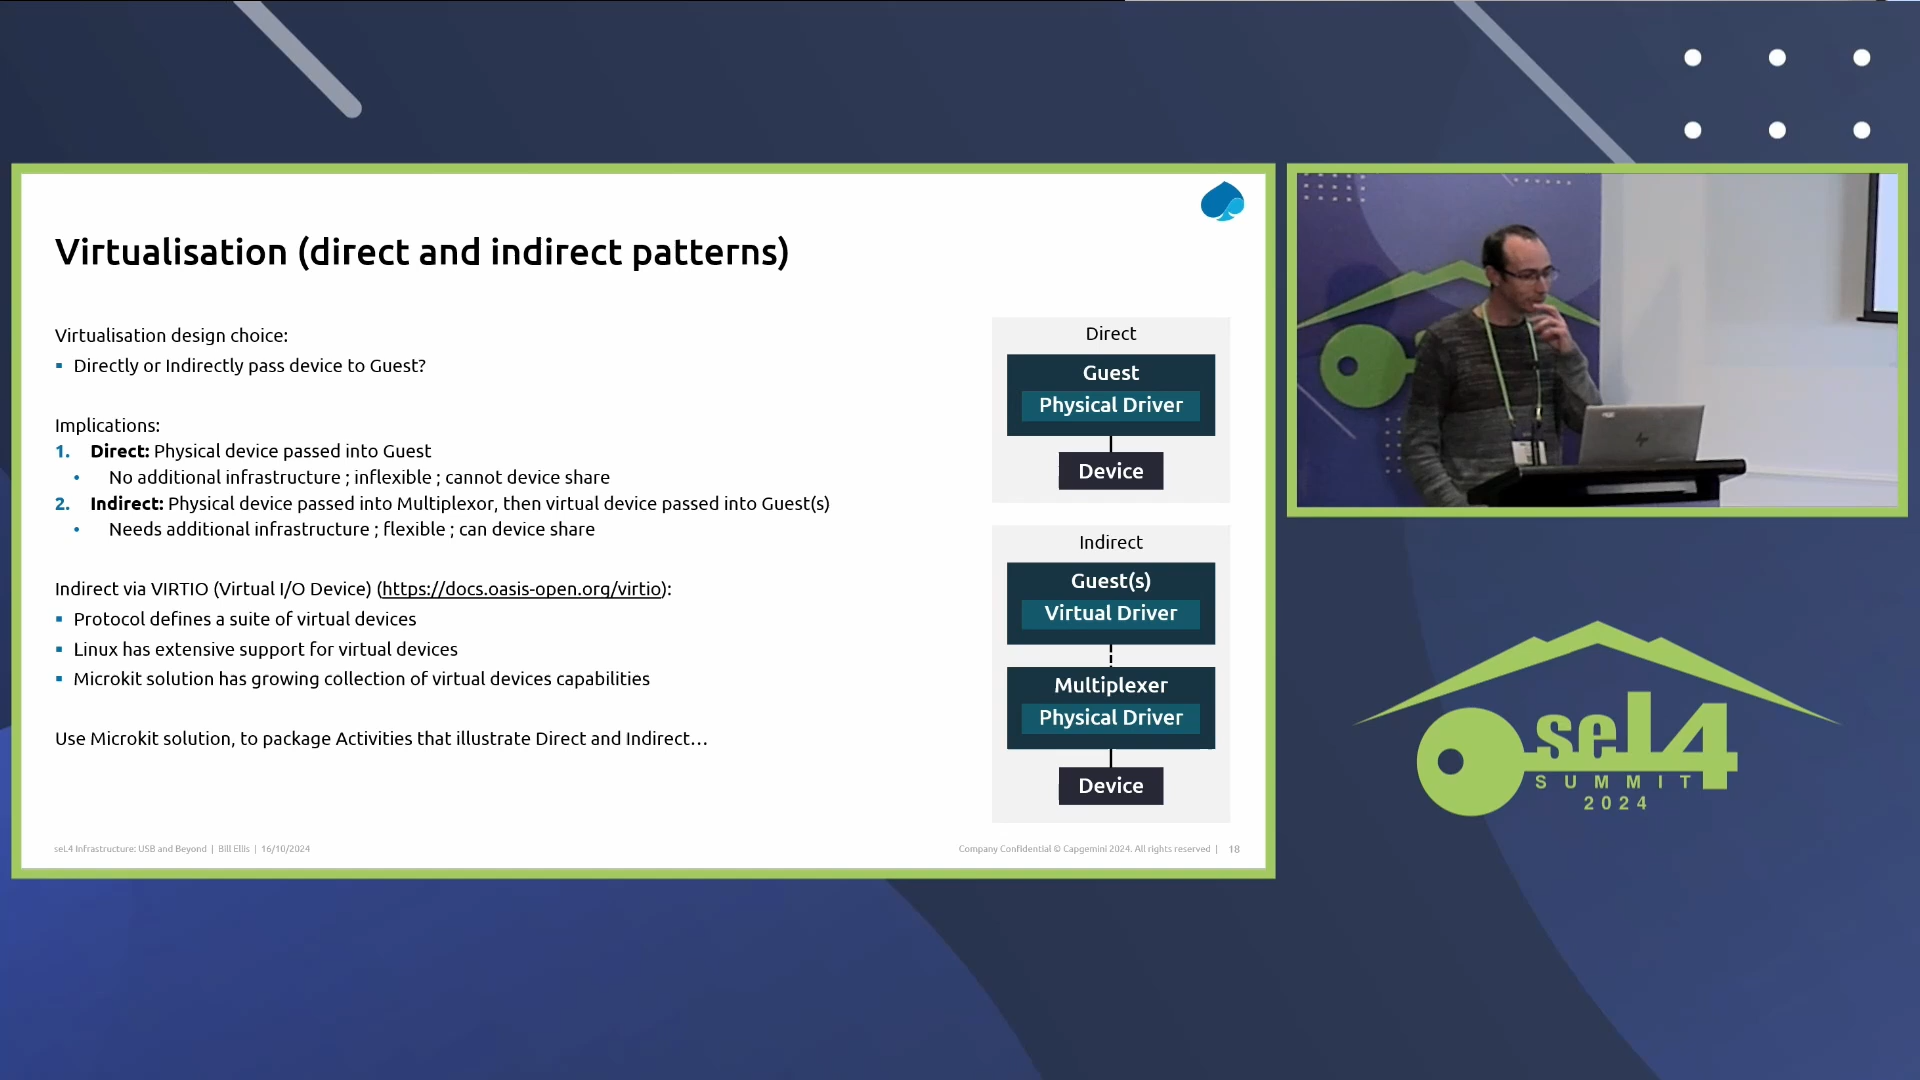 Virtualisation (direct and indirect patterns)
Virtualisation design choice:
▪ Directly or Indirectly pass device to Guest?
Implications:
1. Direct: Physical device passed into Guest
• No additional infrastructure ; inflexible ; cannot device share
2. Indirect: Physical device passed into Multiplexor, then virtual device passed into Guest(s)
• Needs additional infrastructure ; flexible ; can device share
Indirect via VIRTIO (Virtual I/O Device) (https://docs.oasis-open.org/virtio):
▪ Protocol defines a suite of virtual devices
▪ Linux has extensive support for virtual devices
▪ Microkit solution has growing collection of virtual devices capabilities
Use Microkit solution, to package Activities that illustrate Direct and Indirect…
Direct
Guest
Physical Driver
Device
Indirect
Guest(s)
Virtual Driver
Multiplexer
Physical Driver
Device
seL4 Infrastructure: USB and Beyond | Bill Ellis | 16/10/2024
Company Confidential © Capgemini 2024. All rights reserved | 18
seL4
SUMMIT
2024